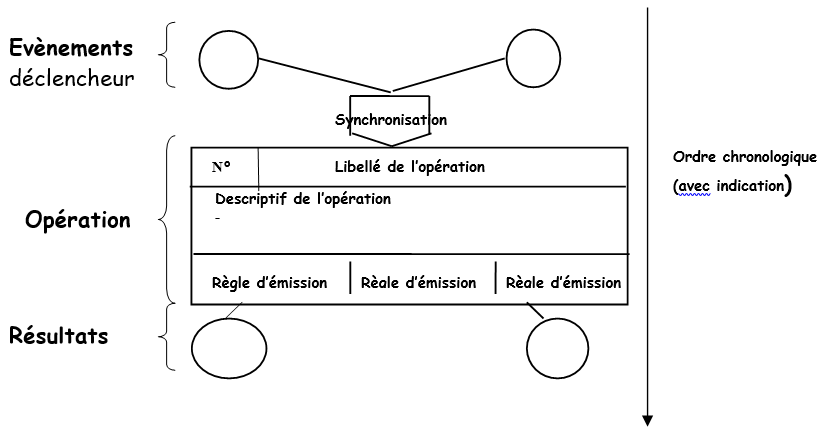 Evènements
déclencheur
Synchronisation
N° Libellé de l'opération
Descriptif de l'opération
-
Opération
Règle d'émission Rèale d'émission Rèale d'émission
Résultats
Ordre chronologique
(avec indication)